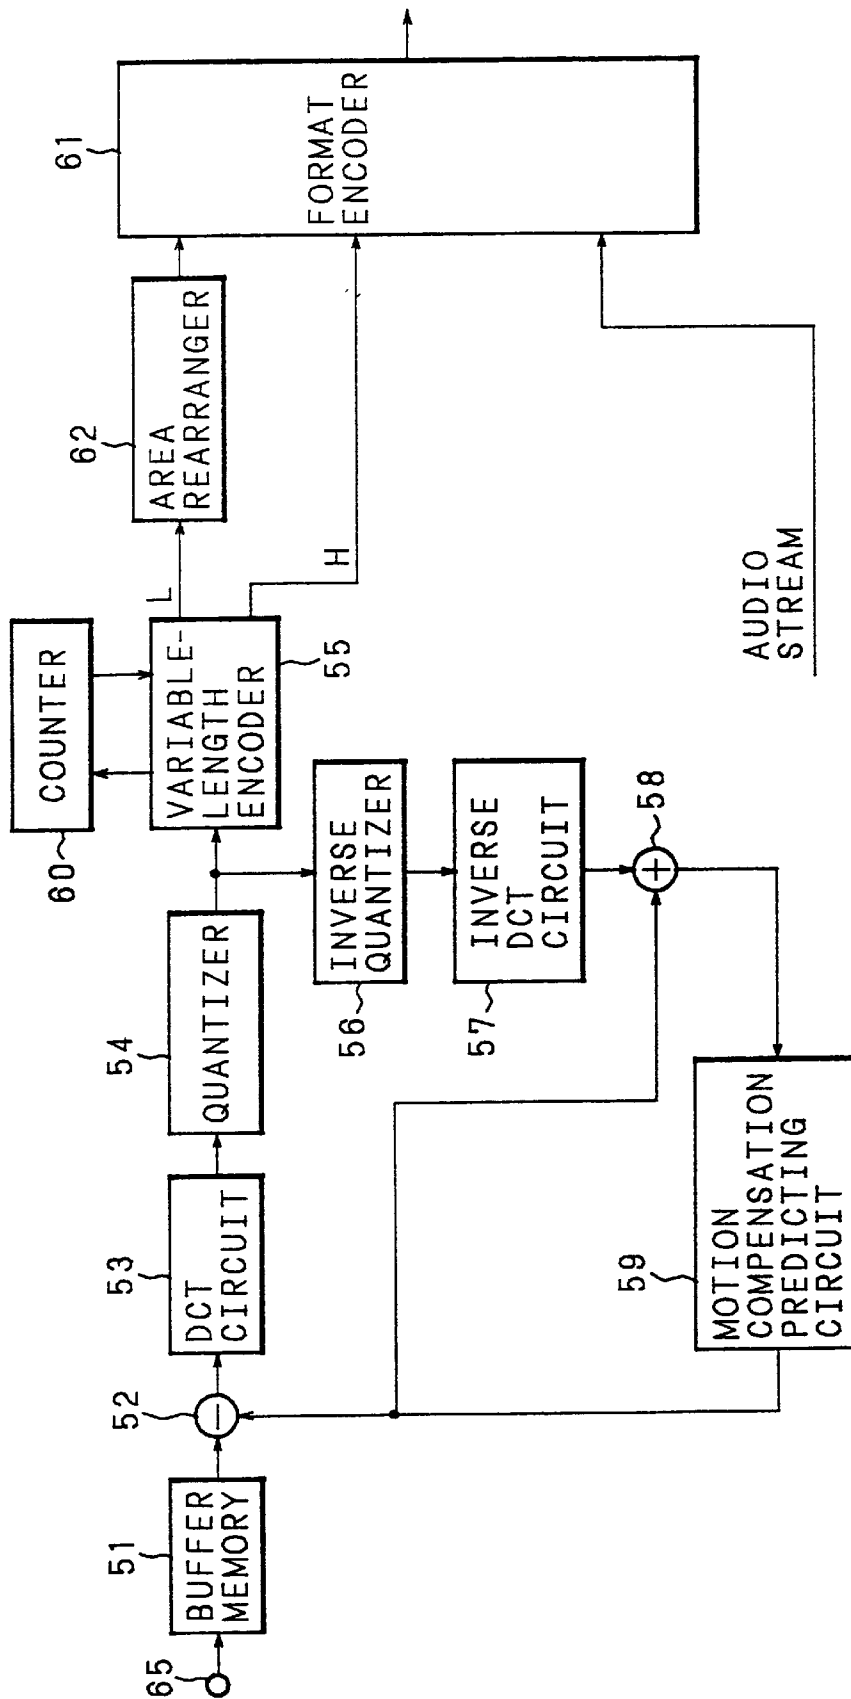 65
51
BUFFER
MEMORY
52
53
DCT
CIRCUIT
54
QUANTIZER
60
COUNTER
VARIABLE-
LENGTH
ENCODER
55
L
H
62
AREA
REARRANGER
61
FORMAT
ENCODER
56
INVERSE
QUANTIZER
57
INVERSE
DCT
CIRCUIT
58
59
MOTION
COMPENSATION
PREDICTING
CIRCUIT
AUDIO
STREAM